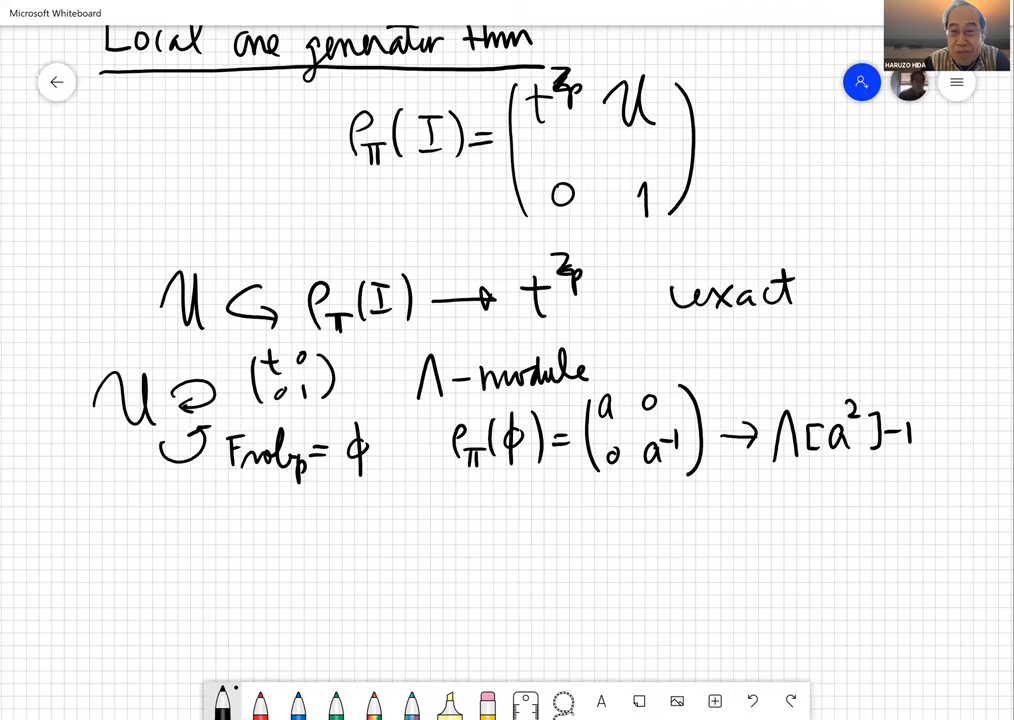 Microsoft Whiteboard
HARUZO HIDA
Local one generator thm
ρ_π(I) = ( t^{Z_p} U
0 1 )
U ↪ ρ_π(I) → t^{Z_p} exact
U ↻ ( t 0 0 1 ) Λ-module
Frob_p = ϕ ρ_π(ϕ) = ( a 0 0 a^{-1} ) → Λ[a^2]-1
A